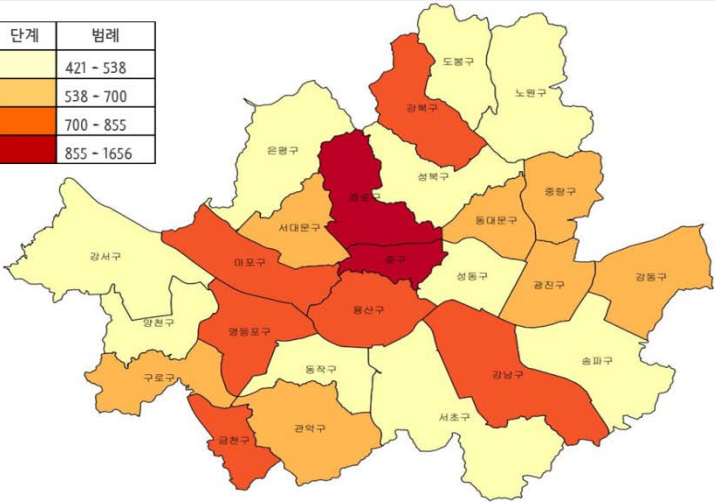 단계 범례
421 - 538
538 - 700
700 - 855
855 - 1656
도봉구
노원구
강북구
은평구
성북구
중랑구
종로구
서대문구
동대문구
강서구
마포구
중구
성동구
광진구
강동구
양천구
용산구
영등포구
송파구
동작구
구로구
강남구
서초구
관악구
금천구